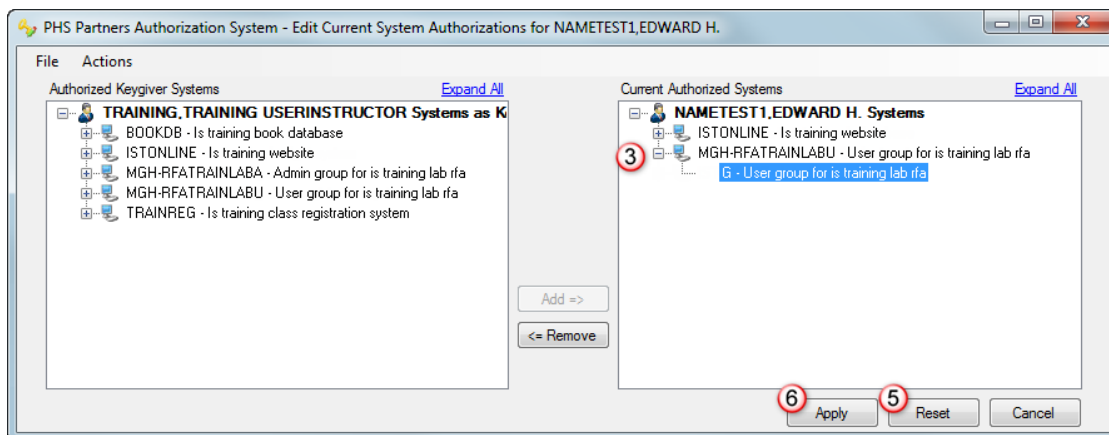 PHS Partners Authorization System - Edit Current System Authorizations for NAMETEST1,EDWARD H.
File Actions
Authorized Keygiver Systems Expand All
TRAINING,TRAINING USERINSTRUCTOR Systems as K
BOOKDB - Is training book database
ISTONLINE - Is training website
MGH-RFATRAINLABA - Admin group for is training lab rfa
MGH-RFATRAINLABU - User group for is training lab rfa
TRAINREG - Is training class registration system
Add =>
<= Remove
Current Authorized Systems Expand All
NAMETEST1,EDWARD H. Systems
ISTONLINE - Is training website
3 MGH-RFATRAINLABU - User group for is training lab rfa
G - User group for is training lab rfa
6 Apply 5 Reset Cancel